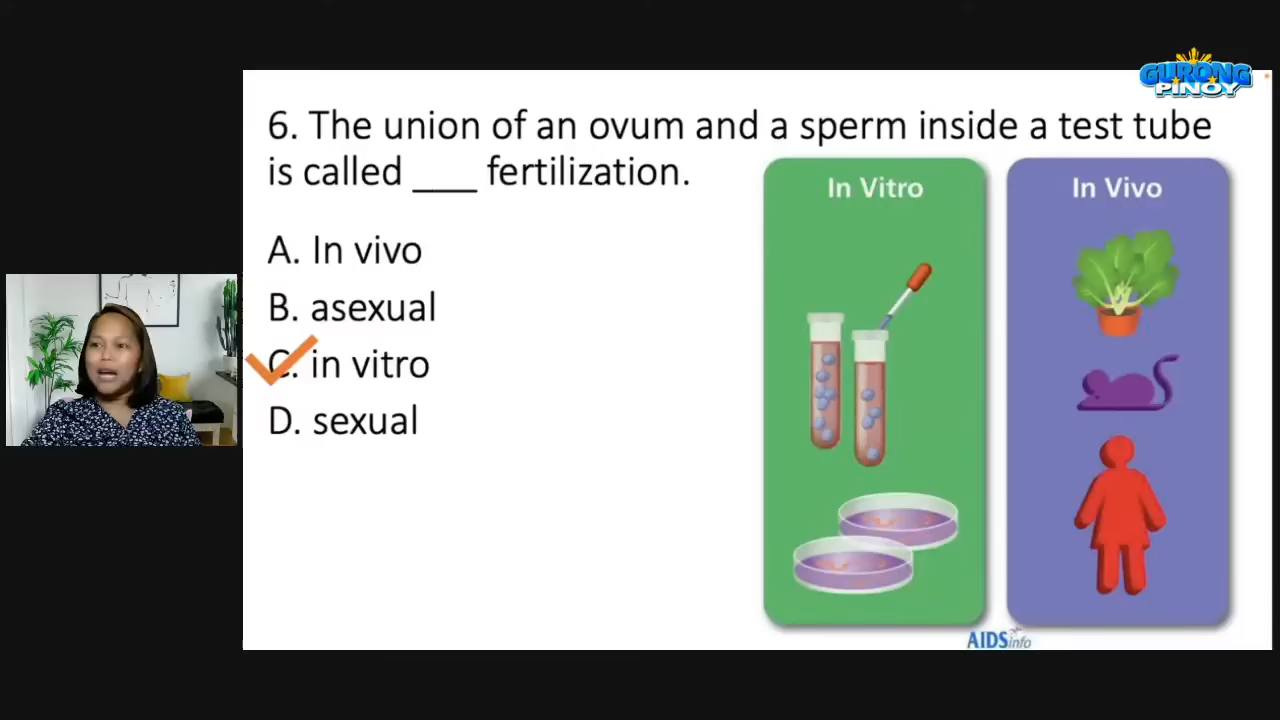 GURONG
PINOY
6. The union of an ovum and a sperm inside a test tube
is called ___ fertilization.
In Vitro
In Vivo
A. In vivo
B. asexual
C. in vitro
D. sexual
AIDSinfo